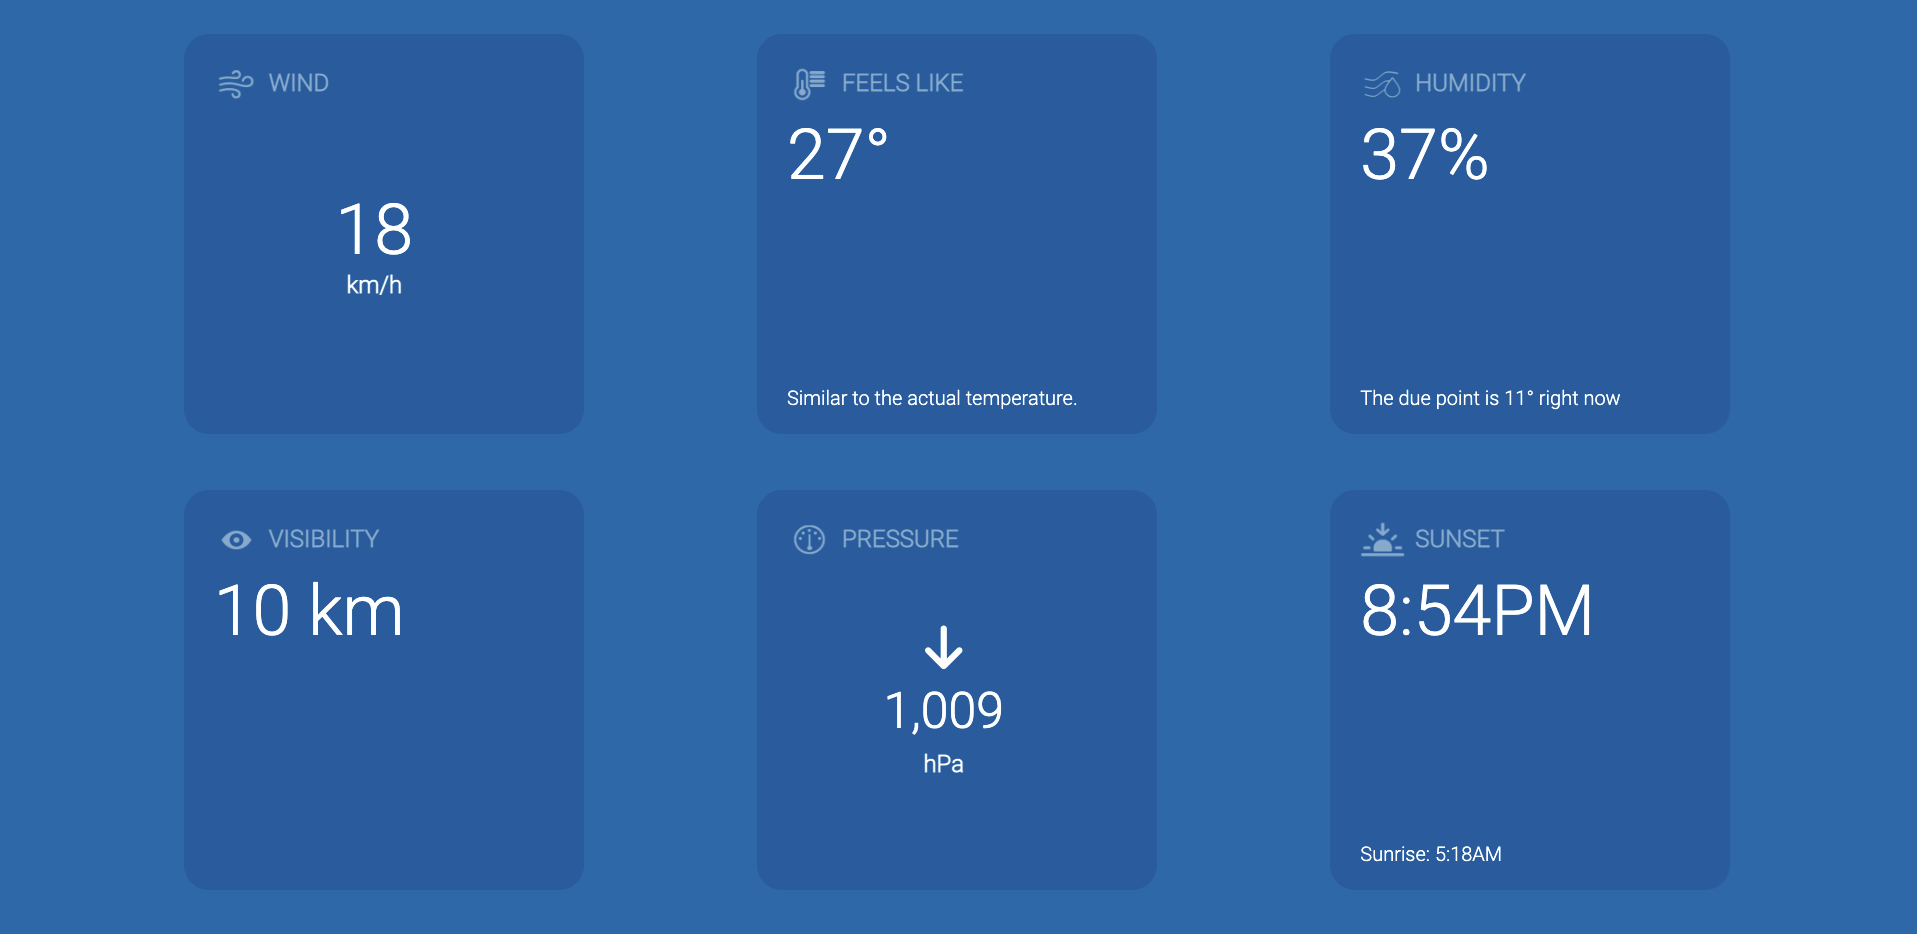 WIND
18
km/h
FEELS LIKE
27°
Similar to the actual temperature.
HUMIDITY
37%
The due point is 11° right now
VISIBILITY
10 km
PRESSURE
1,009
hPa
SUNSET
8:54PM
Sunrise: 5:18AM